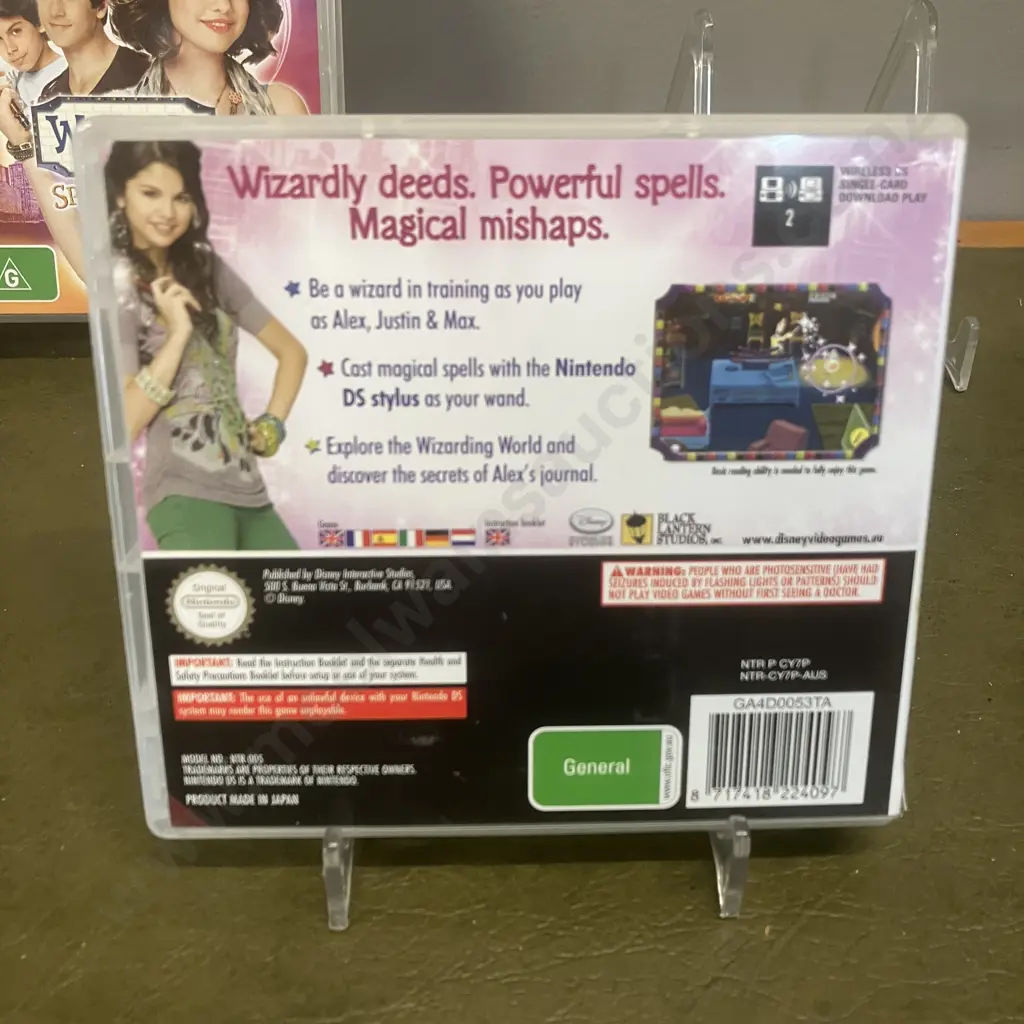 W
SP
G
Wizardly deeds. Powerful spells.
Magical mishaps.
2
WIRELESS DS
SINGLE-CARD
DOWNLOAD PLAY
Be a wizard in training as you play
as Alex, Justin & Max.
Cast magical spells with the Nintendo
DS stylus as your wand.
Explore the Wizarding World and
discover the secrets of Alex's journal.
Basic reading ability is needed to fully enjoy this game.
Game
Instruction Booklet
Disney
BLACK
LANTERN
STUDIOS, INC.
www.disneyvideogames.eu
Original
Nintendo
Seal of
Quality
Published by Disney Interactive Studios,
500 S. Buena Vista St., Burbank, CA 91521, USA.
© Disney.
WARNING: PEOPLE WHO ARE PHOTOSENSITIVE (HAVE HAD
SEIZURES INDUCED BY FLASHING LIGHTS OR PATTERNS) SHOULD
NOT PLAY VIDEO GAMES WITHOUT FIRST SEEING A DOCTOR.
IMPORTANT: Read the Instruction Booklet and the separate Health and
Safety Precautions Booklet before setup or use of your system.
IMPORTANT: The use of an unlawful device with your Nintendo DS
system may render this game unplayable.
NTR P CY7P
NTR-CY7P-AUS
GA4D0053TA
8 717418 224097
General
MODEL NO.: NTR-005
TRADEMARKS ARE PROPERTIES OF THEIR RESPECTIVE OWNERS.
NINTENDO DS IS A TRADEMARK OF NINTENDO.
PRODUCT MADE IN JAPAN